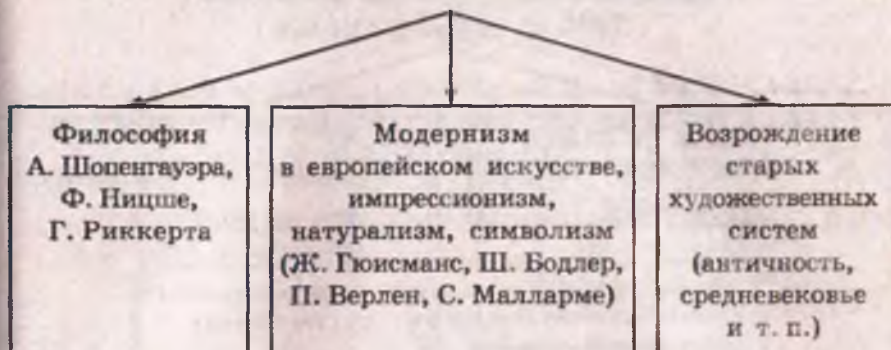 Философия
А. Шопенгауэра,
Ф. Ницше,
Г. Риккерта
Модернизм
в европейском искусстве,
импрессионизм,
натурализм, символизм
(Ж. Гюисманс, Ш. Бодлер,
П. Верлен, С. Малларме)
Возрождение
старых
художественных
систем
(античность,
средневековье
и т. п.)